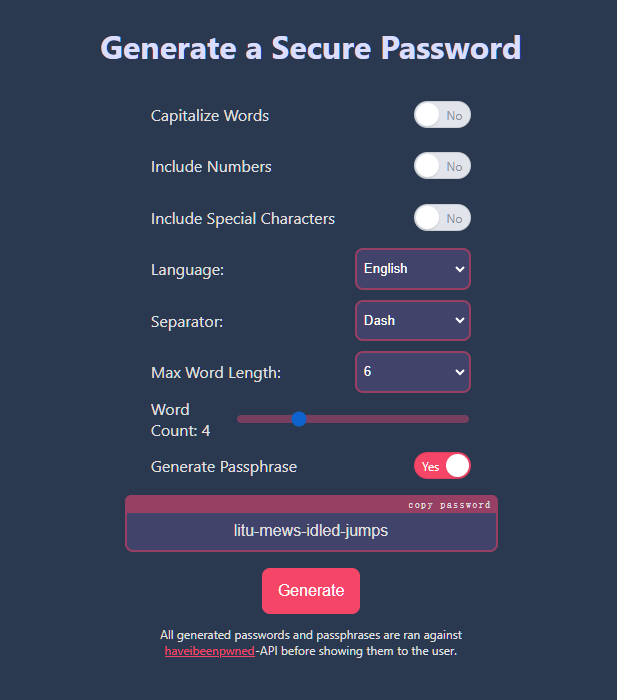 Generate a Secure Password
Capitalize Words No
Include Numbers No
Include Special Characters No
Language: English
Separator: Dash
Max Word Length: 6
Word
Count: 4
Generate Passphrase Yes
copy password
litu-mews-idled-jumps
Generate
All generated passwords and passphrases are ran against
haveibeenpwned-API before showing them to the user.